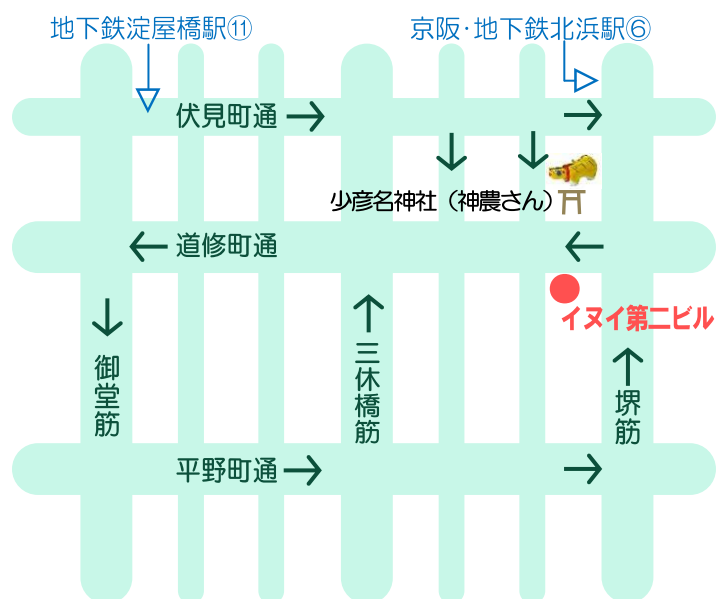 地下鉄淀屋橋駅⑪
京阪・地下鉄北浜駅⑥
伏見町通
少彦名神社（神農さん）
道修町通
イヌイ第二ビル
御堂筋
三休橋筋
堺筋
平野町通